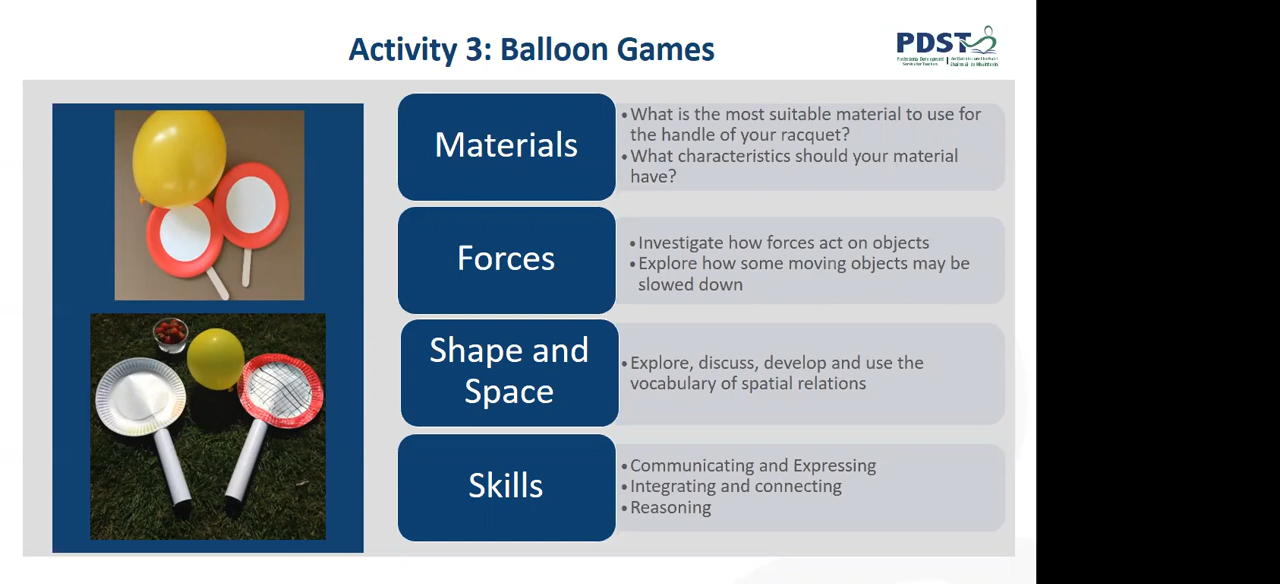 Activity 3: Balloon Games
PDST
Materials
• What is the most suitable material to use for
the handle of your racquet?
• What characteristics should your material
have?
Forces
• Investigate how forces act on objects
• Explore how some moving objects may be
slowed down
Shape and
Space
• Explore, discuss, develop and use the
vocabulary of spatial relations
Skills
• Communicating and Expressing
• Integrating and connecting
• Reasoning